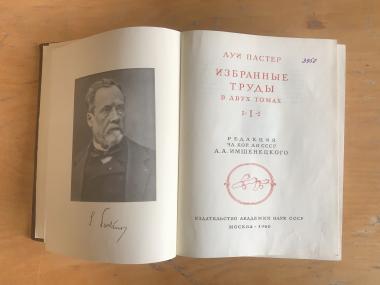 ЛУИ ПАСТЕР
ИЗБРАННЫЕ
ТРУДЫ
В ДВУХ ТОМАХ
I
РЕДАКЦИЯ
ЧЛ. КОР. АН СССР
А. А. ИМШЕНЕЦКОГО
ИЗДАТЕЛЬСТВО АКАДЕМИИ НАУК СССР
МОСКВА · 1960